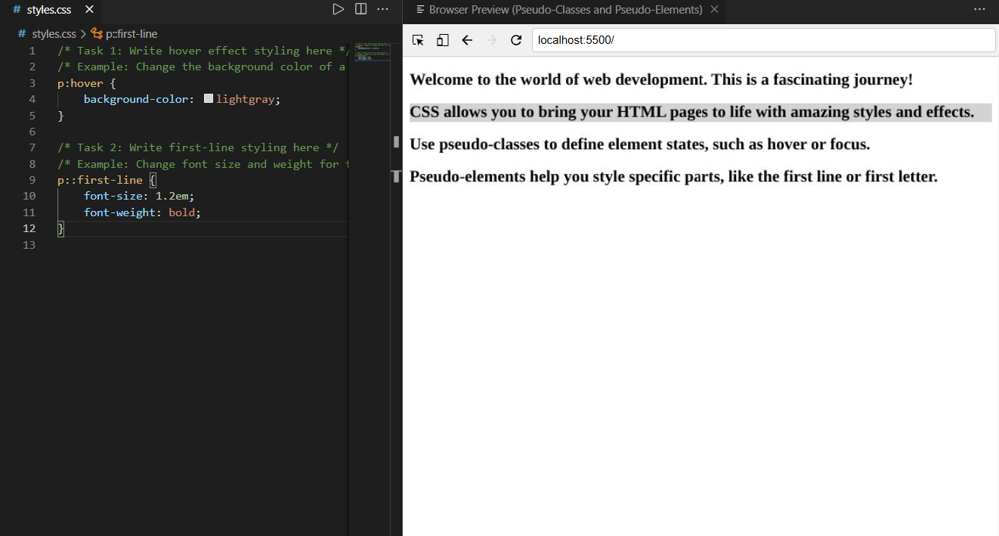 # styles.css
Browser Preview (Pseudo-Classes and Pseudo-Elements)
# styles.css > p::first-line
localhost:5500/
1 /* Task 1: Write hover effect styling here */
2 /* Example: Change the background color of a
3 p:hover {
4 background-color: lightgray;
5 }
6
7 /* Task 2: Write first-line styling here */
8 /* Example: Change font size and weight for
9 p::first-line {
10 font-size: 1.2em;
11 font-weight: bold;
12 }
13
Welcome to the world of web development. This is a fascinating journey!
CSS allows you to bring your HTML pages to life with amazing styles and effects.
Use pseudo-classes to define element states, such as hover or focus.
Pseudo-elements help you style specific parts, like the first line or first letter.